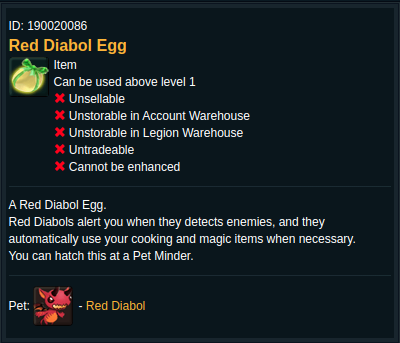 ID: 190020086
Red Diabol Egg
Item
Can be used above level 1
Unsellable
Unstorable in Account Warehouse
Unstorable in Legion Warehouse
Untradeable
Cannot be enhanced
A Red Diabol Egg.
Red Diabols alert you when they detects enemies, and they
automatically use your cooking and magic items when necessary.
You can hatch this at a Pet Minder.
Pet: - Red Diabol